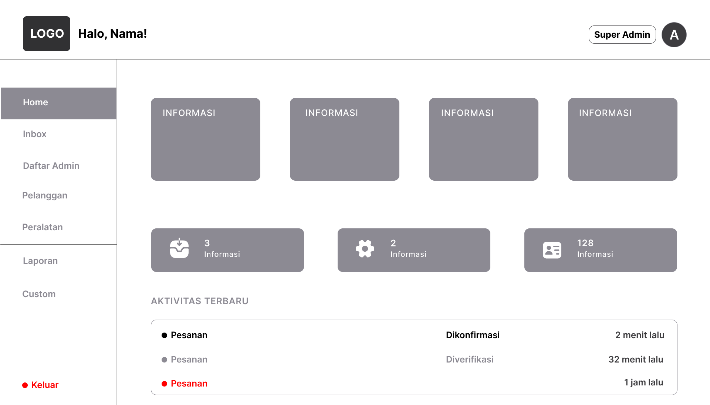 LOGO Halo, Nama! Super Admin A
Home
Inbox
Daftar Admin
Pelanggan
Peralatan
Laporan
Custom
Keluar
INFORMASI INFORMASI INFORMASI INFORMASI
3
Informasi
2
Informasi
128
Informasi
AKTIVITAS TERBARU
Pesanan Dikonfirmasi 2 menit lalu
Pesanan Diverifikasi 32 menit lalu
Pesanan 1 jam lalu